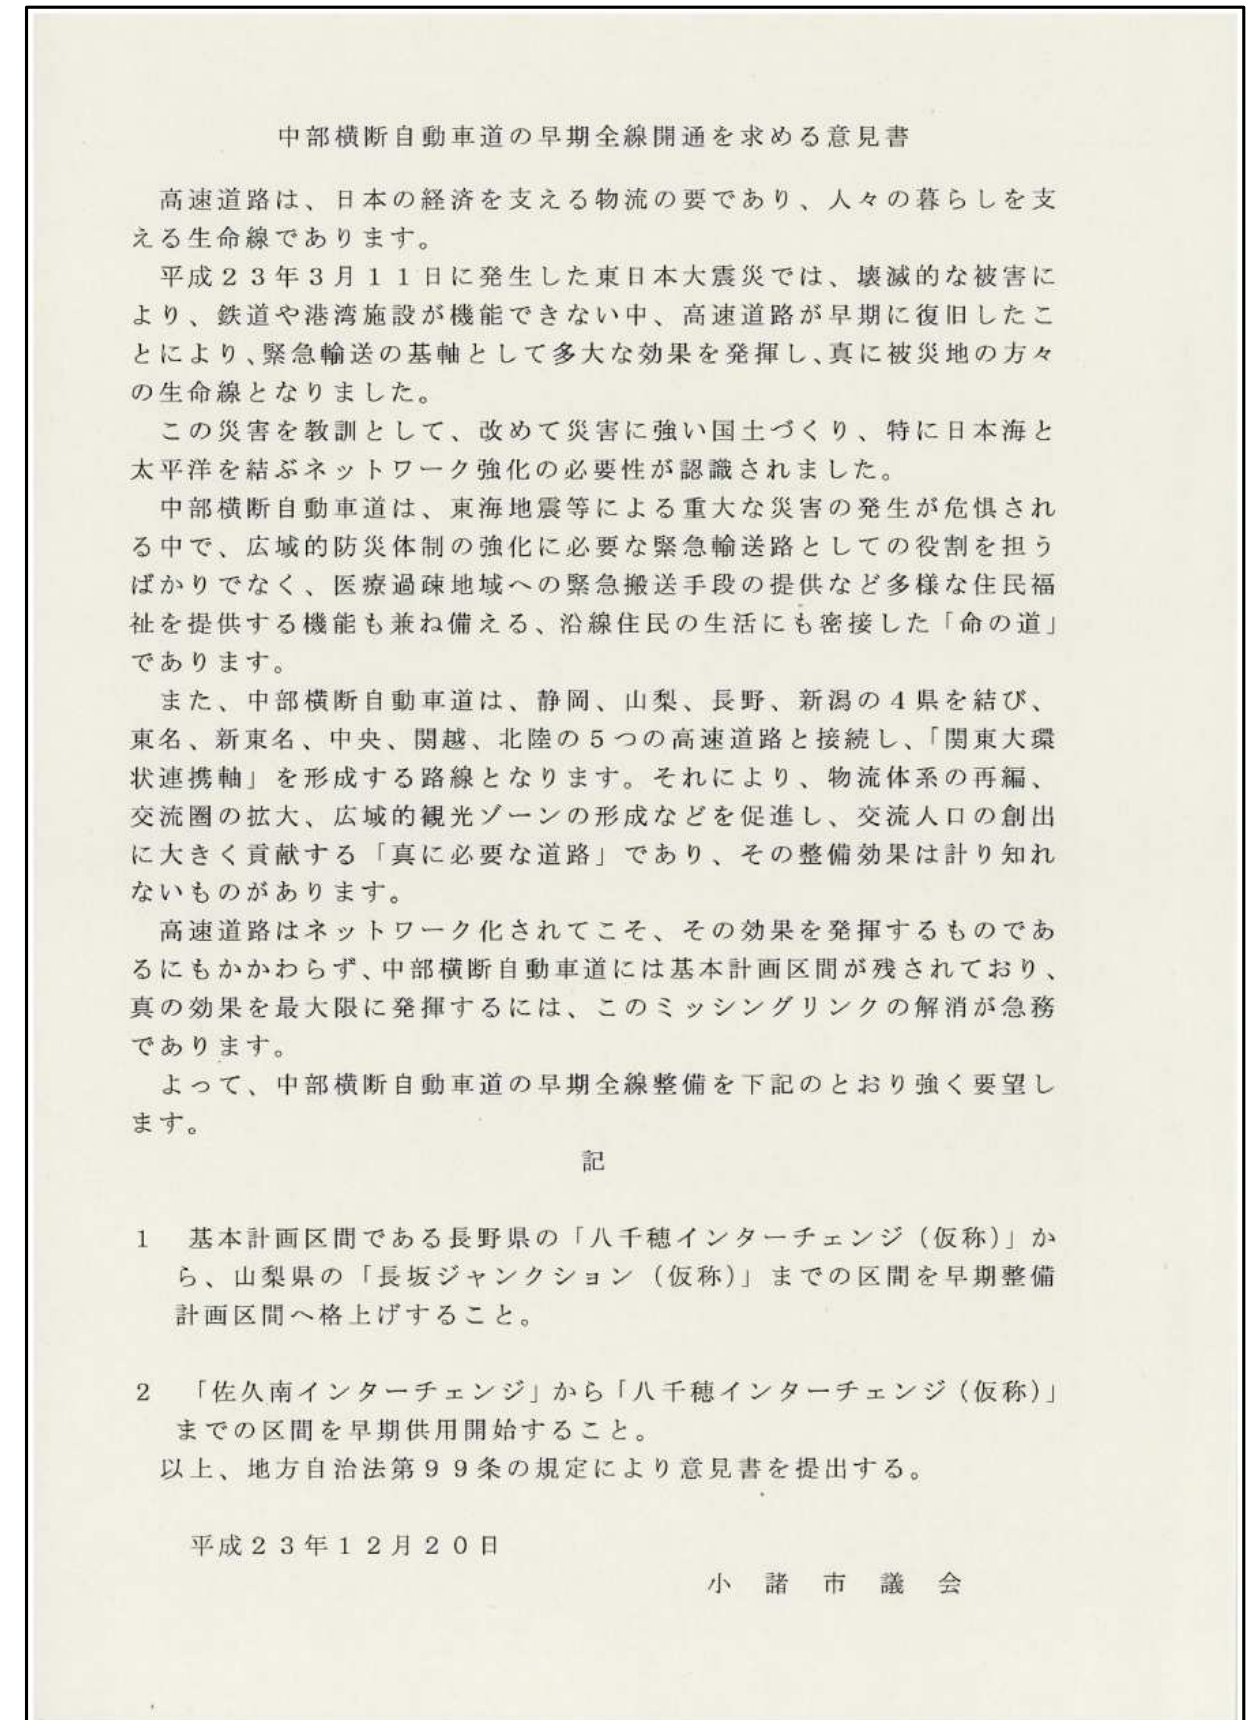 中部横断自動車道の早期全線開通を求める意見書
高速道路は、日本の経済を支える物流の要であり、人々の暮らしを支
える生命線であります。
平成２３年３月１１日に発生した東日本大震災では、壊滅的な被害に
より、鉄道や港湾施設が機能できない中、高速道路が早期に復旧したこ
とにより、緊急輸送の基軸として多大な効果を発揮し、真に被災地の方々
の生命線となりました。
この災害を教訓として、改めて災害に強い国土づくり、特に日本海と
太平洋を結ぶネットワーク強化の必要性が認識されました。
中部横断自動車道は、東海地震等による重大な災害の発生が危惧され
る中で、広域的防災体制の強化に必要な緊急輸送路としての役割を担う
ばかりでなく、医療過疎地域への緊急搬送手段の提供など多様な住民福
祉を提供する機能も兼ね備える、沿線住民の生活にも密接した「命の道」
であります。
また、中部横断自動車道は、静岡、山梨、長野、新潟の４県を結び、
東名、新東名、中央、関越、北陸の５つの高速道路と接続し、「関東大環
状連携軸」を形成する路線となります。それにより、物流体系の再編、
交流圏の拡大、広域的観光ゾーンの形成などを促進し、交流人口の創出
に大きく貢献する「真に必要な道路」であり、その整備効果は計り知れ
ないものがあります。
高速道路はネットワーク化されてこそ、その効果を発揮するものであ
るにもかかわらず、中部横断自動車道には基本計画区間が残されており、
真の効果を最大限に発揮するには、このミッシングリンクの解消が急務
であります。
よって、中部横断自動車道の早期全線整備を下記のとおり強く要望し
ます。
記
１　基本計画区間である長野県の「八千穂インターチェンジ（仮称）」か
ら、山梨県の「長坂ジャンクション（仮称）」までの区間を早期整備
計画区間へ格上げすること。
２　「佐久南インターチェンジ」から「八千穂インターチェンジ（仮称）」
までの区間を早期供用開始すること。
以上、地方自治法第９９条の規定により意見書を提出する。
平成２３年１２月２０日
小　諸　市　議　会